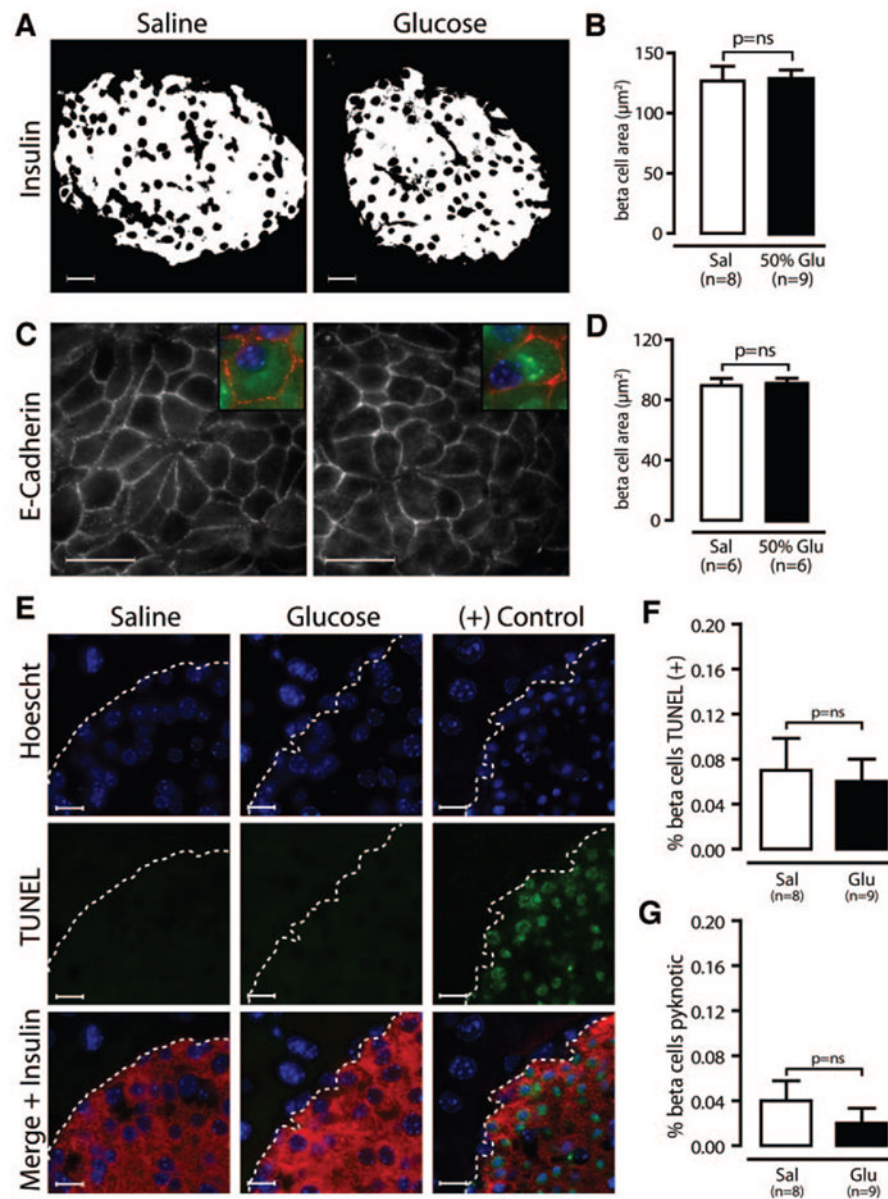 A
Saline
Glucose
Insulin
B
p=ns
beta cell area (µm²)
150
100
50
0
Sal
(n=8)
50% Glu
(n=9)
C
E-Cadherin
D
p=ns
beta cell area (µm²)
120
80
40
0
Sal
(n=6)
50% Glu
(n=6)
E
Saline
Glucose
(+) Control
Hoescht
TUNEL
Merge + Insulin
F
p=ns
% beta cells TUNEL (+)
0.20
0.16
0.12
0.08
0.04
0.00
Sal
(n=8)
Glu
(n=9)
G
p=ns
% beta cells pyknotic
0.20
0.16
0.12
0.08
0.04
0.00
Sal
(n=8)
Glu
(n=9)